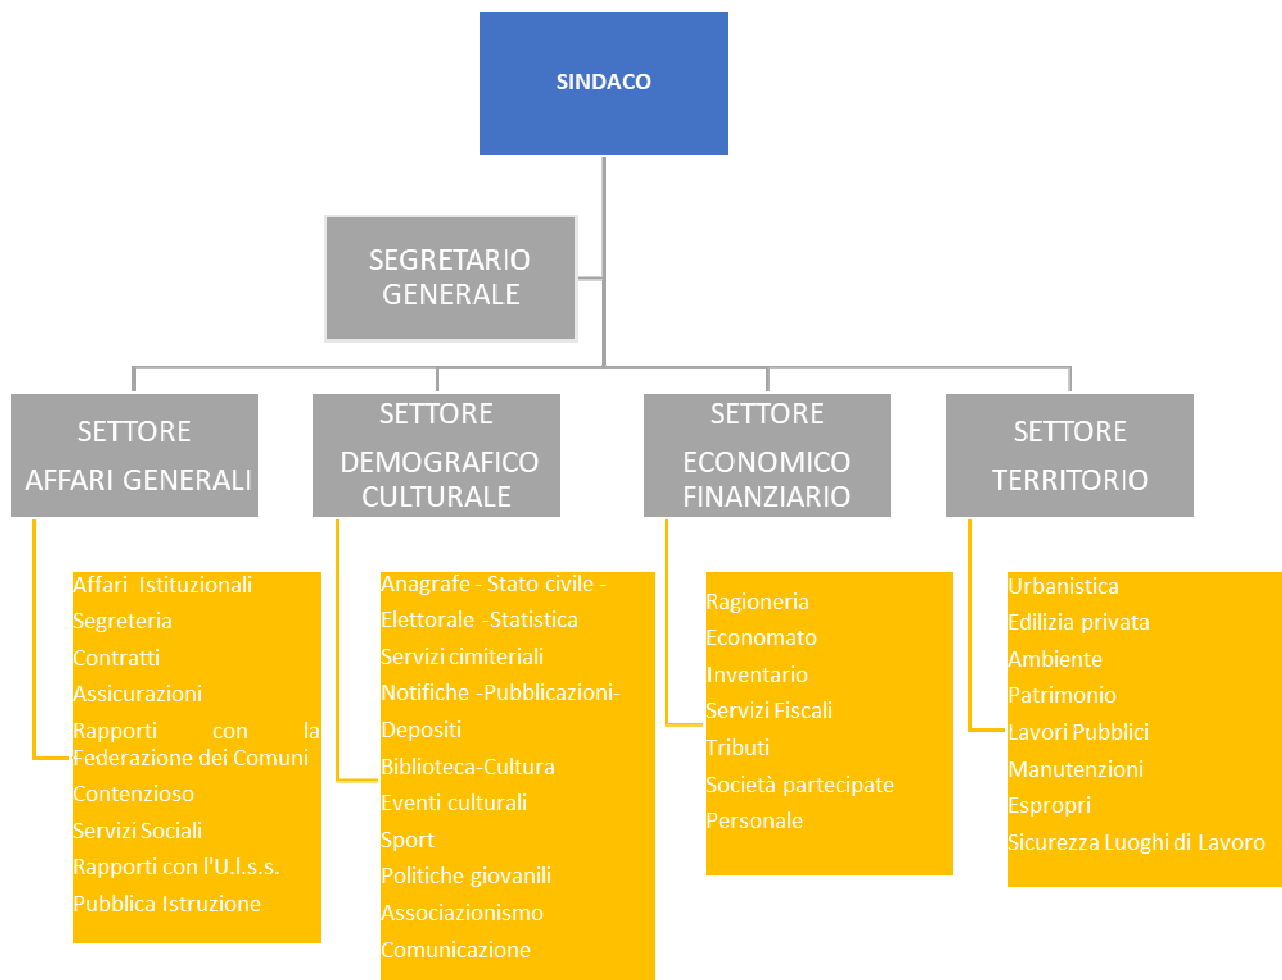 SINDACO
SEGRETARIO
GENERALE
SETTORE
AFFARI GENERALI
SETTORE
DEMOGRAFICO
CULTURALE
SETTORE
ECONOMICO
FINANZIARIO
SETTORE
TERRITORIO
Affari Istituzionali
Segreteria
Contratti
Assicurazioni
Rapporti con la
Federazione dei Comuni
Contenzioso
Servizi Sociali
Rapporti con l'U.l.s.s.
Pubblica Istruzione
Anagrafe - Stato civile -
Elettorale -Statistica
Servizi cimiteriali
Notifiche -Pubblicazioni-
Depositi
Biblioteca-Cultura
Eventi culturali
Sport
Politiche giovanili
Associazionismo
Comunicazione
Ragioneria
Economato
Inventario
Servizi Fiscali
Tributi
Società partecipate
Personale
Urbanistica
Edilizia privata
Ambiente
Patrimonio
Lavori Pubblici
Manutenzioni
Espropri
Sicurezza Luoghi di Lavoro